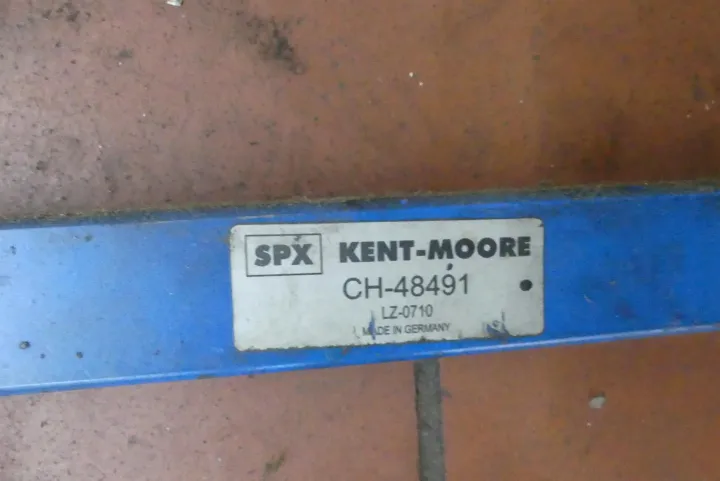 SPX KENT-MOORE
CH-48491
LZ-0710
MADE IN GERMANY